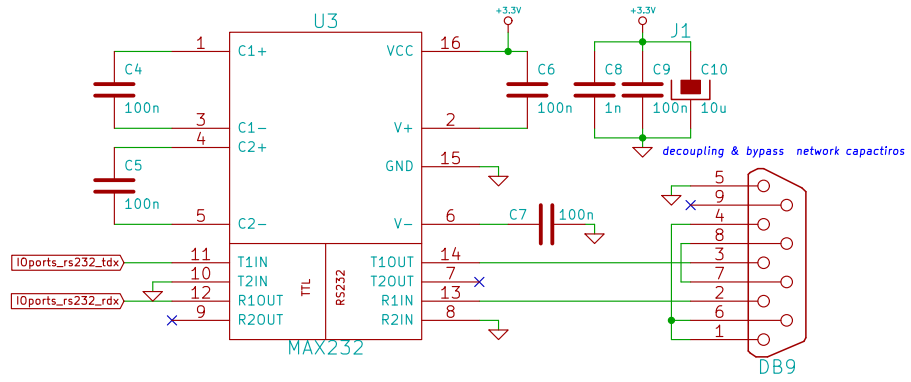 +3.3V
+3.3V
U3
J1
1
C1+
VCC
16
C4
100n
C6
100n
C8
1n
C9
100n
C10
10u
3
C1-
V+
2
4
C2+
decoupling & bypass network capactiros
C5
100n
GND
15
5
C2-
V-
6
C7
100n
5
9
4
8
3
7
2
6
1
IOports_rs232_tdx
11
T1IN
T1OUT
14
10
T2IN
T2OUT
7
IOports_rs232_rdx
12
R1OUT
R1IN
13
9
R2OUT
R2IN
8
TTL
RS232
MAX232
DB9